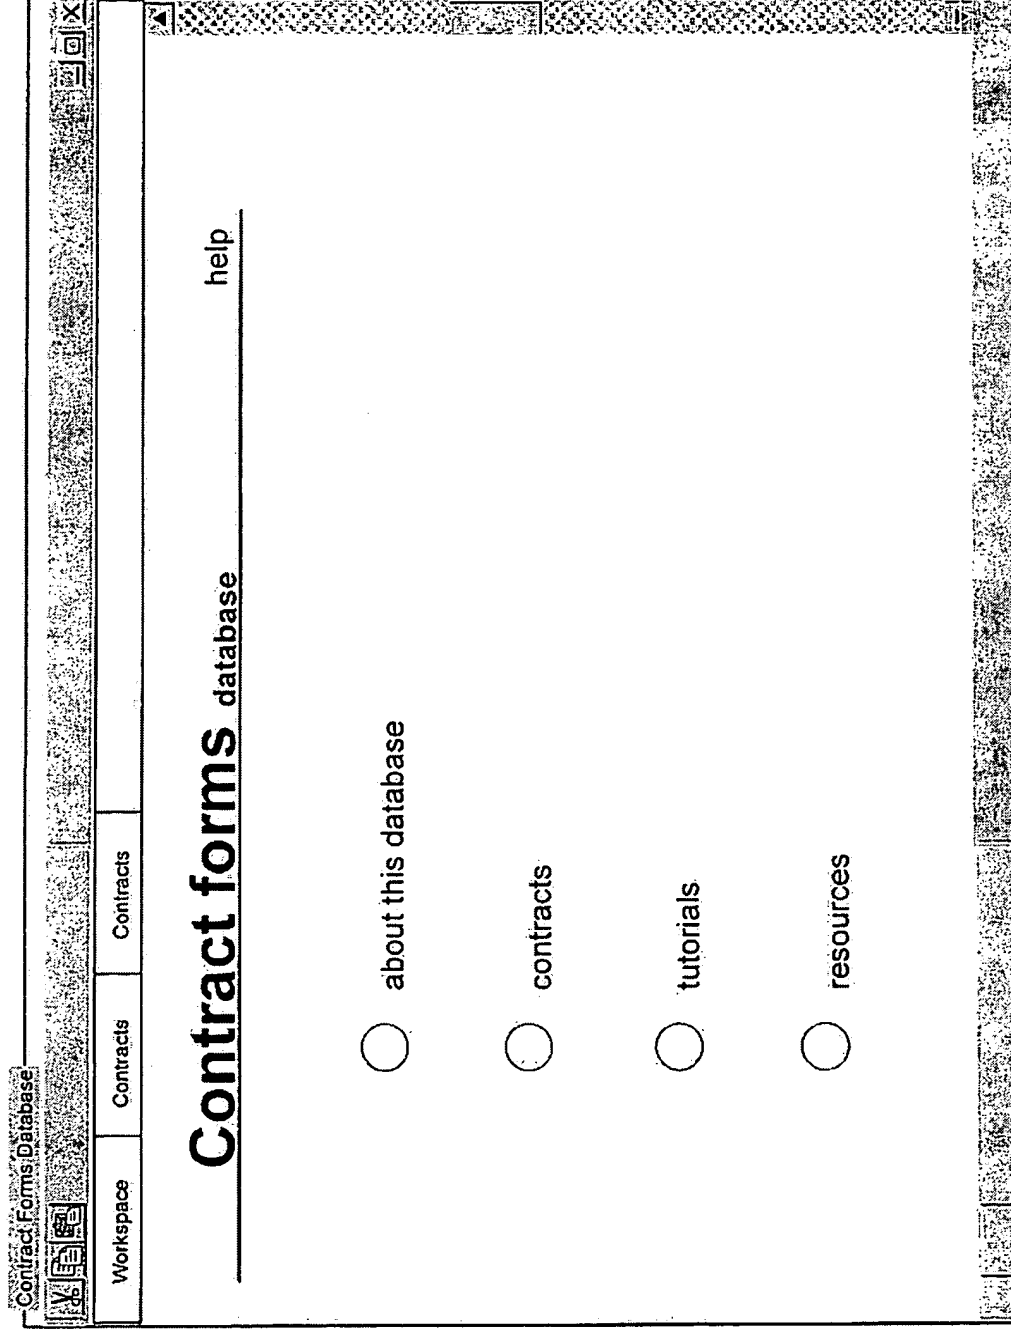 Contract Forms Database
Workspace Contracts Contracts
Contract forms database help
about this database
contracts
tutorials
resources